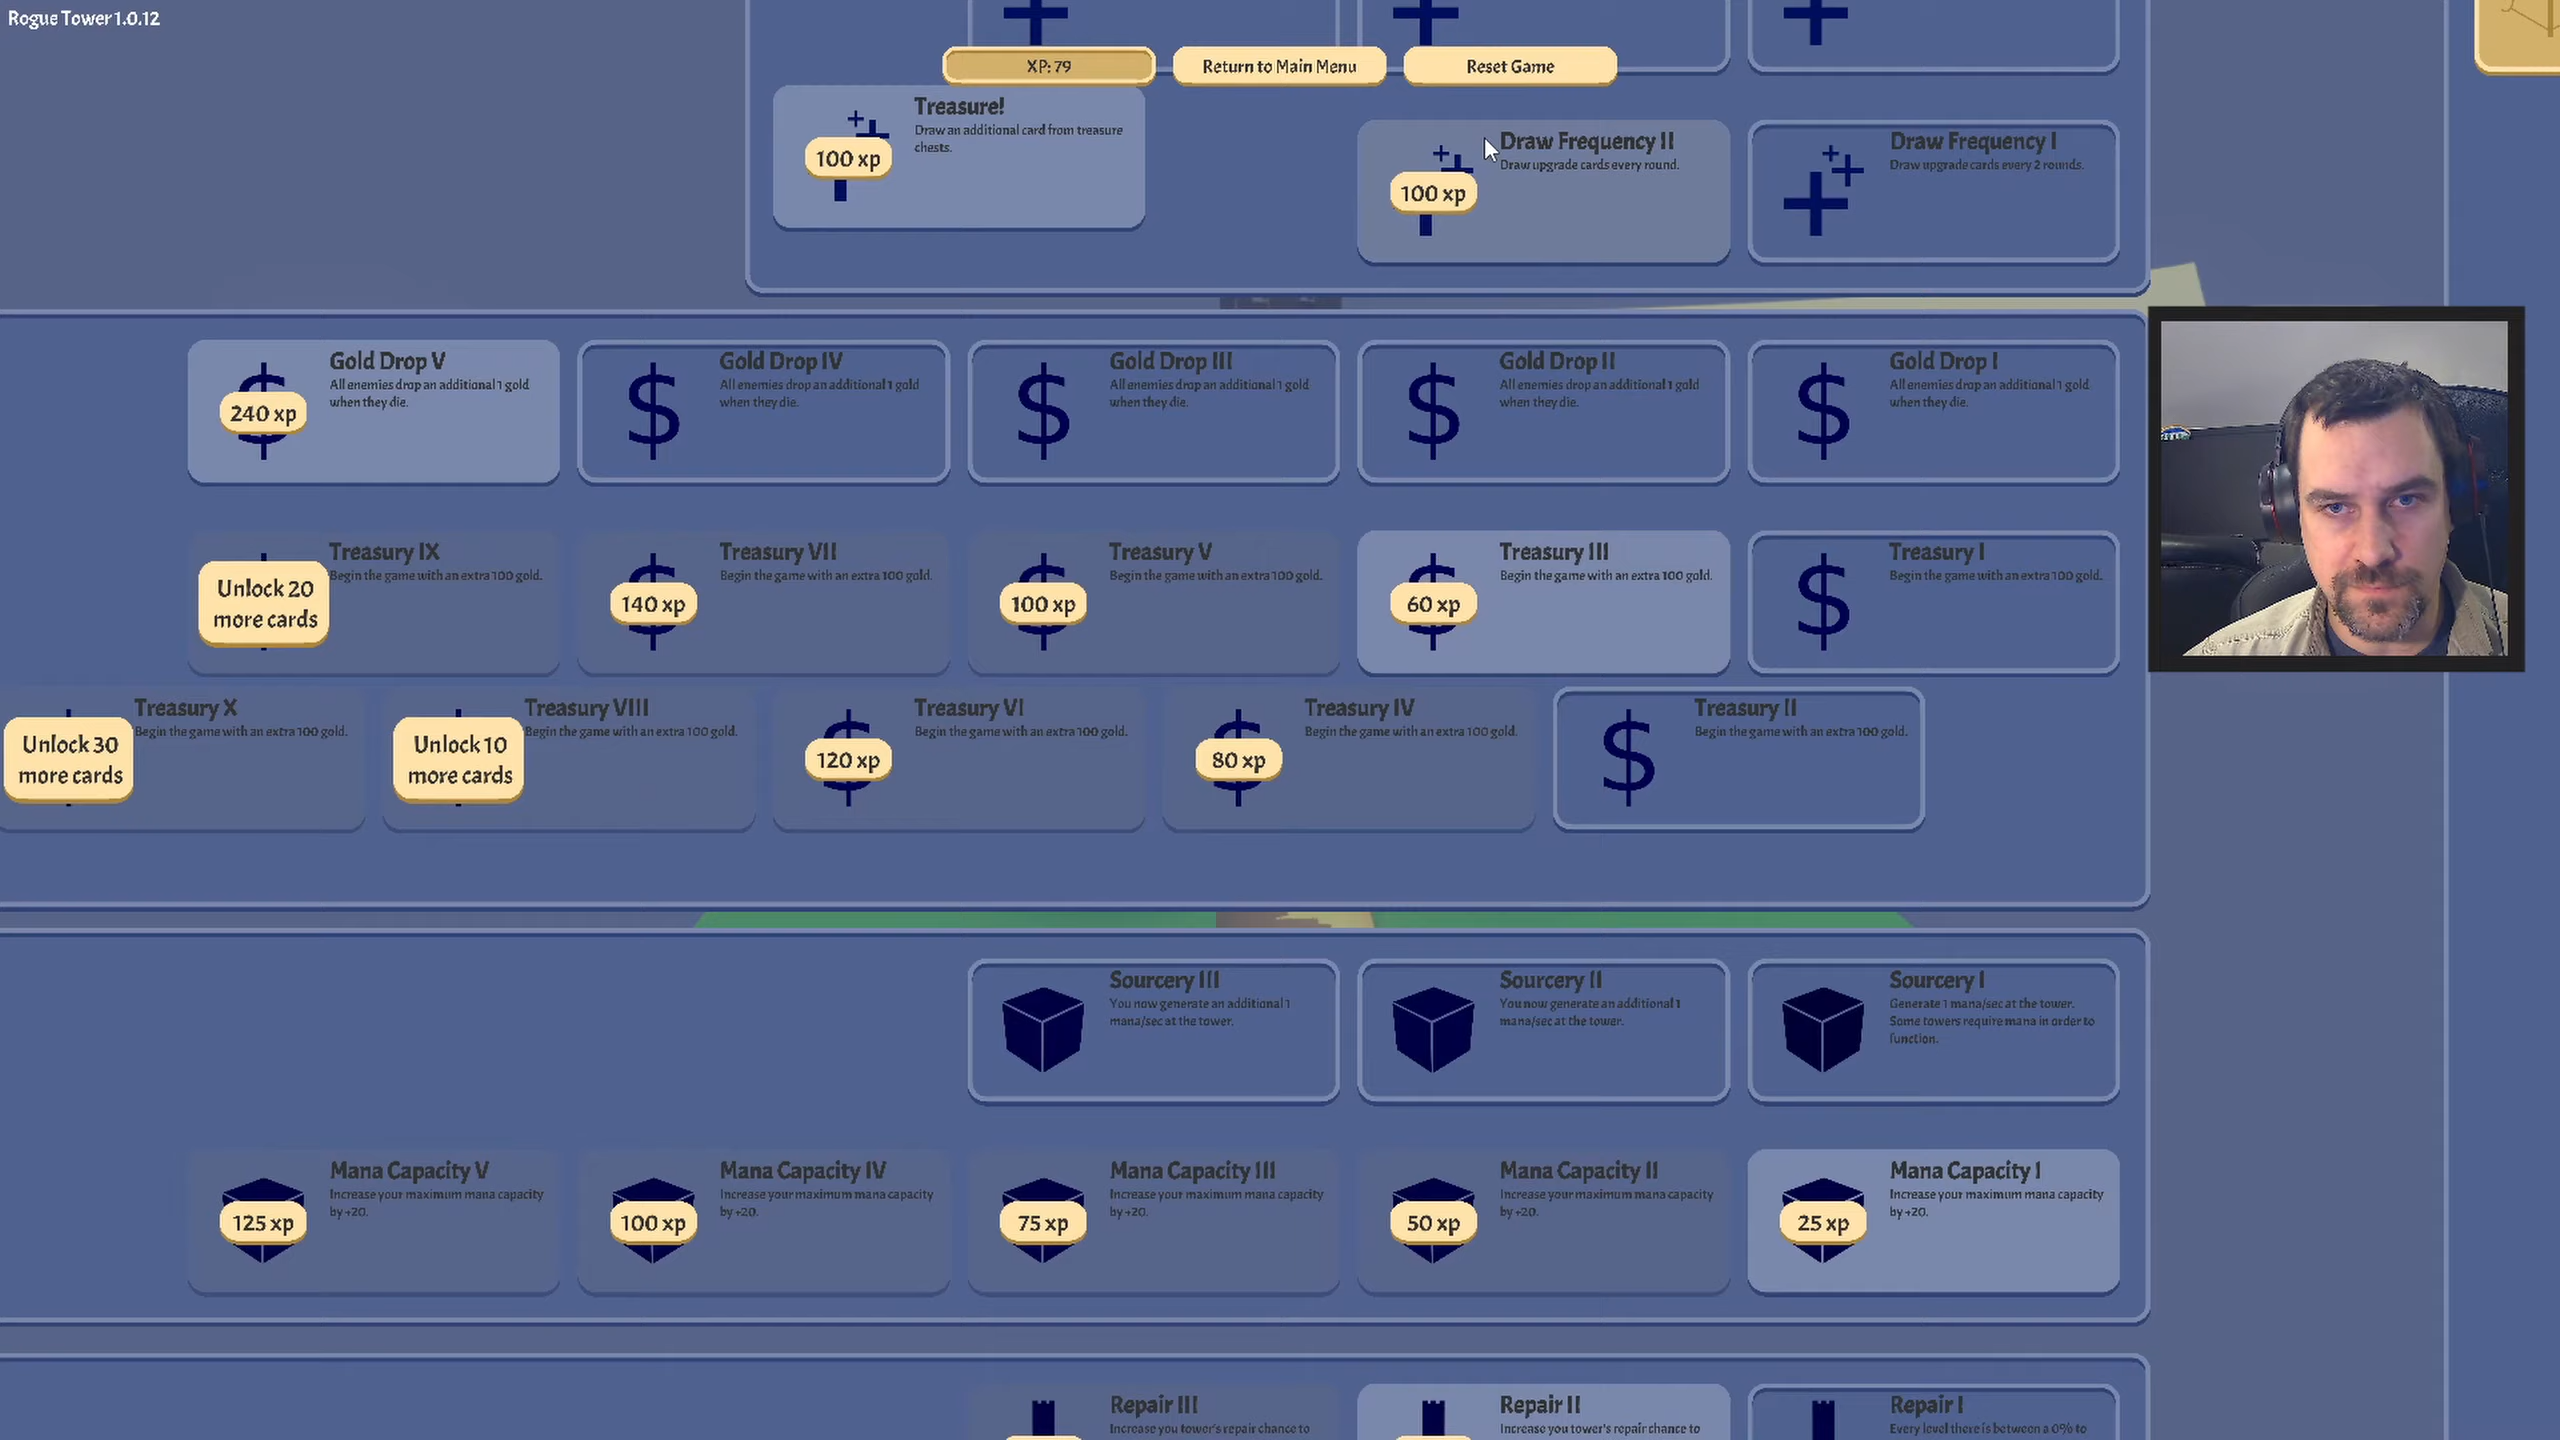 Rogue Tower 1.0.12
XP: 79
Return to Main Menu
Reset Game
Treasure!
Draw an additional card from treasure
chests.
100 xp
Draw Frequency II
Draw upgrade cards every round.
100 xp
Draw Frequency I
Draw upgrade cards every 2 rounds.
Gold Drop V
All enemies drop an additional 1 gold
when they die.
240 xp
Gold Drop IV
All enemies drop an additional 1 gold
when they die.
Gold Drop III
All enemies drop an additional 1 gold
when they die.
Gold Drop II
All enemies drop an additional 1 gold
when they die.
Gold Drop I
All enemies drop an additional 1 gold
when they die.
Treasury IX
Begin the game with an extra 100 gold.
Unlock 20
more cards
Treasury VII
Begin the game with an extra 100 gold.
140 xp
Treasury V
Begin the game with an extra 100 gold.
100 xp
Treasury III
Begin the game with an extra 100 gold.
60 xp
Treasury I
Begin the game with an extra 100 gold.
Treasury X
Begin the game with an extra 100 gold.
Unlock 30
more cards
Treasury VIII
Begin the game with an extra 100 gold.
Unlock 10
more cards
Treasury VI
Begin the game with an extra 100 gold.
120 xp
Treasury IV
Begin the game with an extra 100 gold.
80 xp
Treasury II
Begin the game with an extra 100 gold.
Sourcery III
You now generate an additional 1
mana/sec at the tower.
Sourcery II
You now generate an additional 1
mana/sec at the tower.
Sourcery I
Generate 1 mana/sec at the tower.
Some towers require mana in order to
function.
Mana Capacity V
Increase your maximum mana capacity
by +20.
125 xp
Mana Capacity IV
Increase your maximum mana capacity
by +20.
100 xp
Mana Capacity III
Increase your maximum mana capacity
by +20.
75 xp
Mana Capacity II
Increase your maximum mana capacity
by +20.
50 xp
Mana Capacity I
Increase your maximum mana capacity
by +20.
25 xp
Repair III
Increase you tower's repair chance to
Repair II
Increase you tower's repair chance to
Repair I
Every level there is between a 0% to